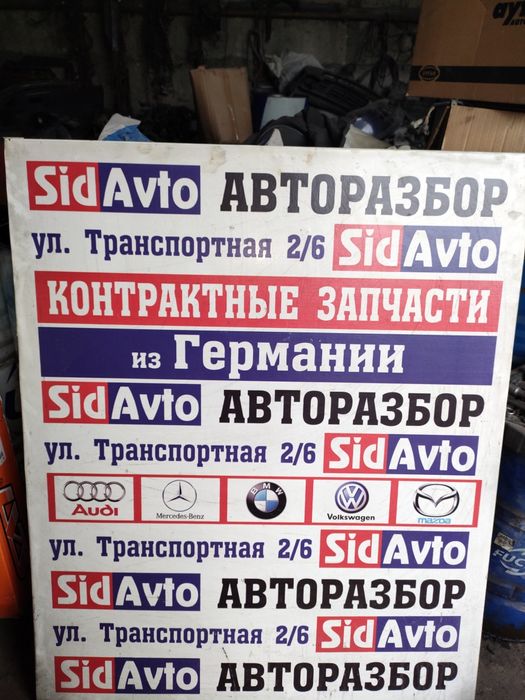 SidAvto АВТОРАЗБОР
ул. Транспортная 2/6 SidAvto
КОНТРАКТНЫЕ ЗАПЧАСТИ
из Германии
SidAvto АВТОРАЗБОР
ул. Транспортная 2/6 SidAvto
Audi Mercedes-Benz BMW Volkswagen mazda
ул. Транспортная 2/6 SidAvto
SidAvto АВТОРАЗБОР
ул. Транспортная 2/6 SidAvto
SidAvto АВТОРАЗБОР